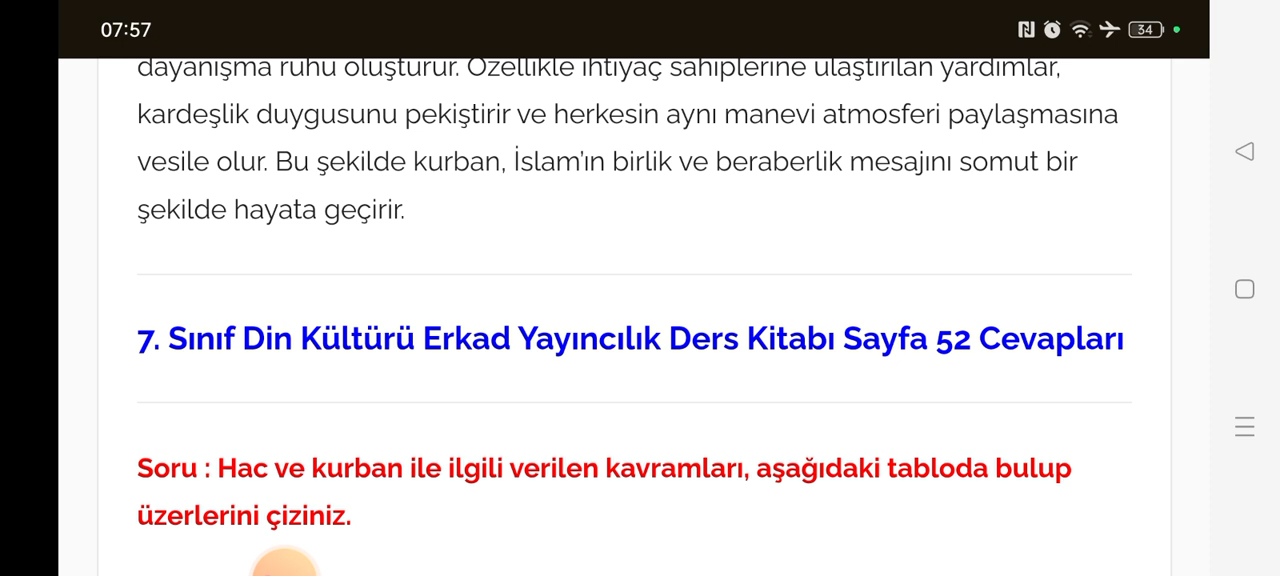 07:57
34
dayanışma ruhu oluşturur. Özellikle ihtiyaç sahiplerine ulaştırılan yardımlar,
kardeşlik duygusunu pekiştirir ve herkesin aynı manevi atmosferi paylaşmasına
vesile olur. Bu şekilde kurban, İslam'ın birlik ve beraberlik mesajını somut bir
şekilde hayata geçirir.
7. Sınıf Din Kültürü Erkad Yayıncılık Ders Kitabı Sayfa 52 Cevapları
Soru : Hac ve kurban ile ilgili verilen kavramları, aşağıdaki tabloda bulup
üzerlerini çiziniz.